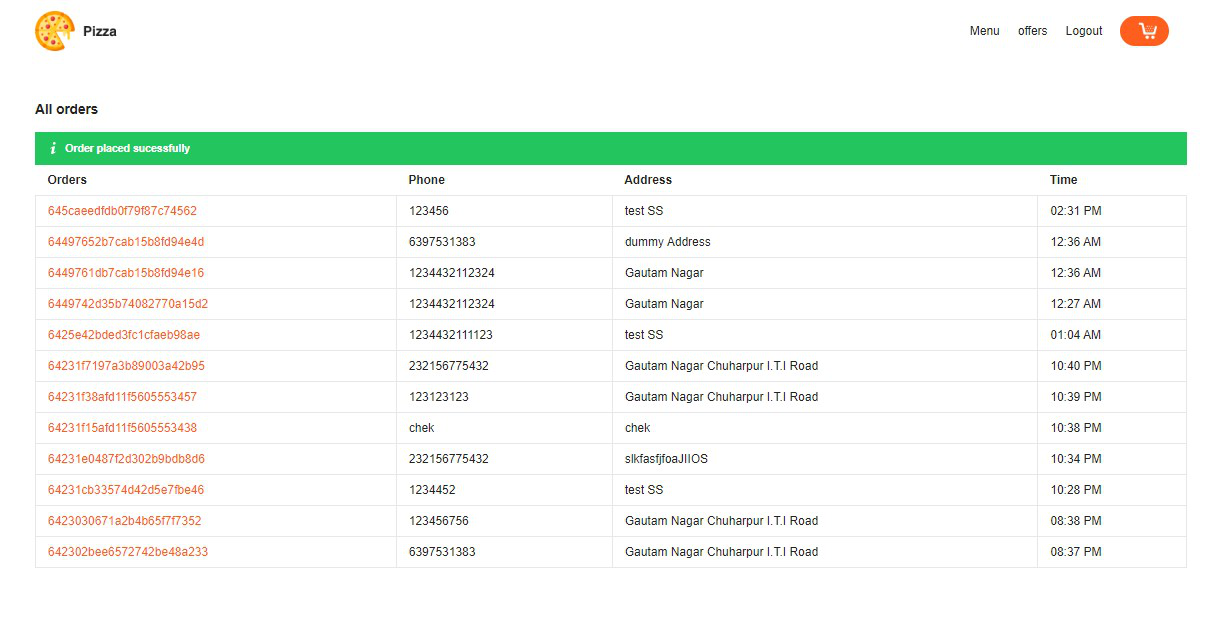 Pizza
Menu offers Logout
All orders
i Order placed sucessfully
Orders Phone Address Time
645caeedfdb0f79f87c74562 123456 test SS 02:31 PM
64497652b7cab15b8fd94e4d 6397531383 dummy Address 12:36 AM
6449761db7cab15b8fd94e16 1234432112324 Gautam Nagar 12:36 AM
6449742d35b74082770a15d2 1234432112324 Gautam Nagar 12:27 AM
6425e42bded3fc1cfaeb98ae 1234432111123 test SS 01:04 AM
64231f7197a3b89003a42b95 232156775432 Gautam Nagar Chuharpur I.T.I Road 10:40 PM
64231f38afd11f5605553457 123123123 Gautam Nagar Chuharpur I.T.I Road 10:39 PM
64231f15afd11f5605553438 chek chek 10:38 PM
64231e0487f2d302b9bdb8d6 232156775432 slkfasfjfoaJIIOS 10:34 PM
64231cb33574d42d5e7fbe46 1234452 test SS 10:28 PM
6423030671a2b4b65f7f7352 123456756 Gautam Nagar Chuharpur I.T.I Road 08:38 PM
642302bee6572742be48a233 6397531383 Gautam Nagar Chuharpur I.T.I Road 08:37 PM